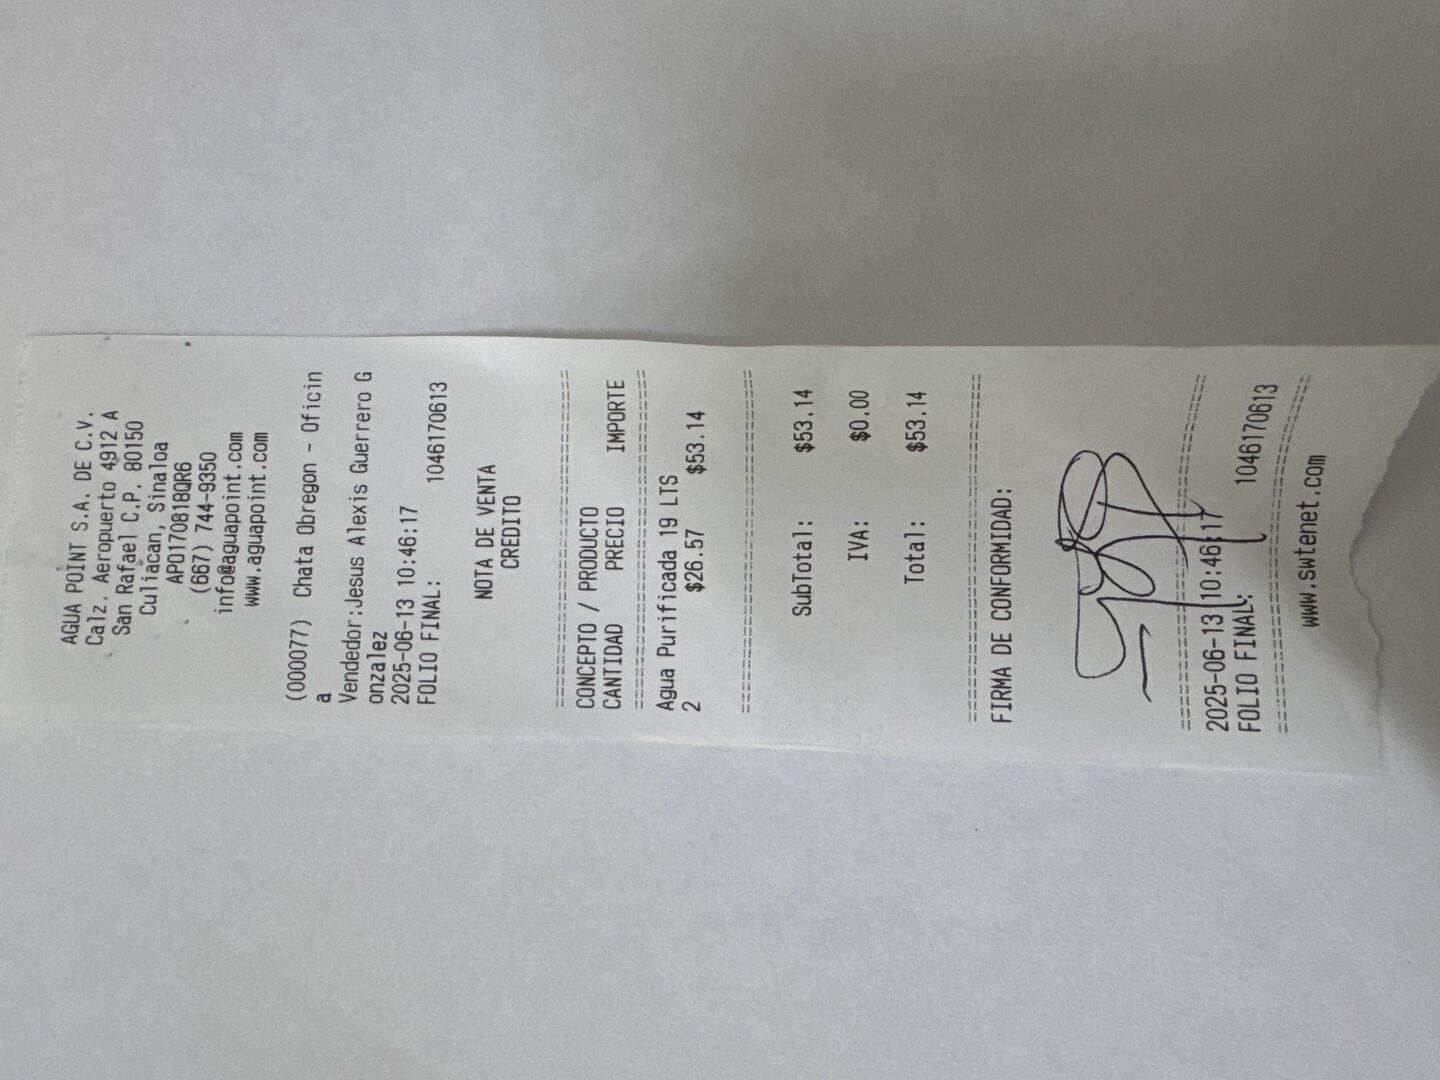 AGUA POINT S.A. DE C.V.
Calz. Aeropuerto 4912 A
San Rafael C.P. 80150
Culiacan, Sinaloa
APO170818QR6
(667) 744-9350
info@aguapoint.com
www.aguapoint.com
(000077) Chata Obregon - Oficin
a
Vendedor:Jesus Alexis Guerrero G
onzalez
2025-06-13 10:46:17
FOLIO FINAL: 1046170613
NOTA DE VENTA
CREDITO
================================
CONCEPTO / PRODUCTO
CANTIDAD PRECIO IMPORTE
================================
Agua Purificada 19 LTS
2 $26.57 $53.14
================================
SubTotal: $53.14
IVA: $0.00
Total: $53.14
================================
FIRMA DE CONFORMIDAD:
================================
2025-06-13 10:46:17
FOLIO FINAL: 1046170613
================================
www.swtenet.com